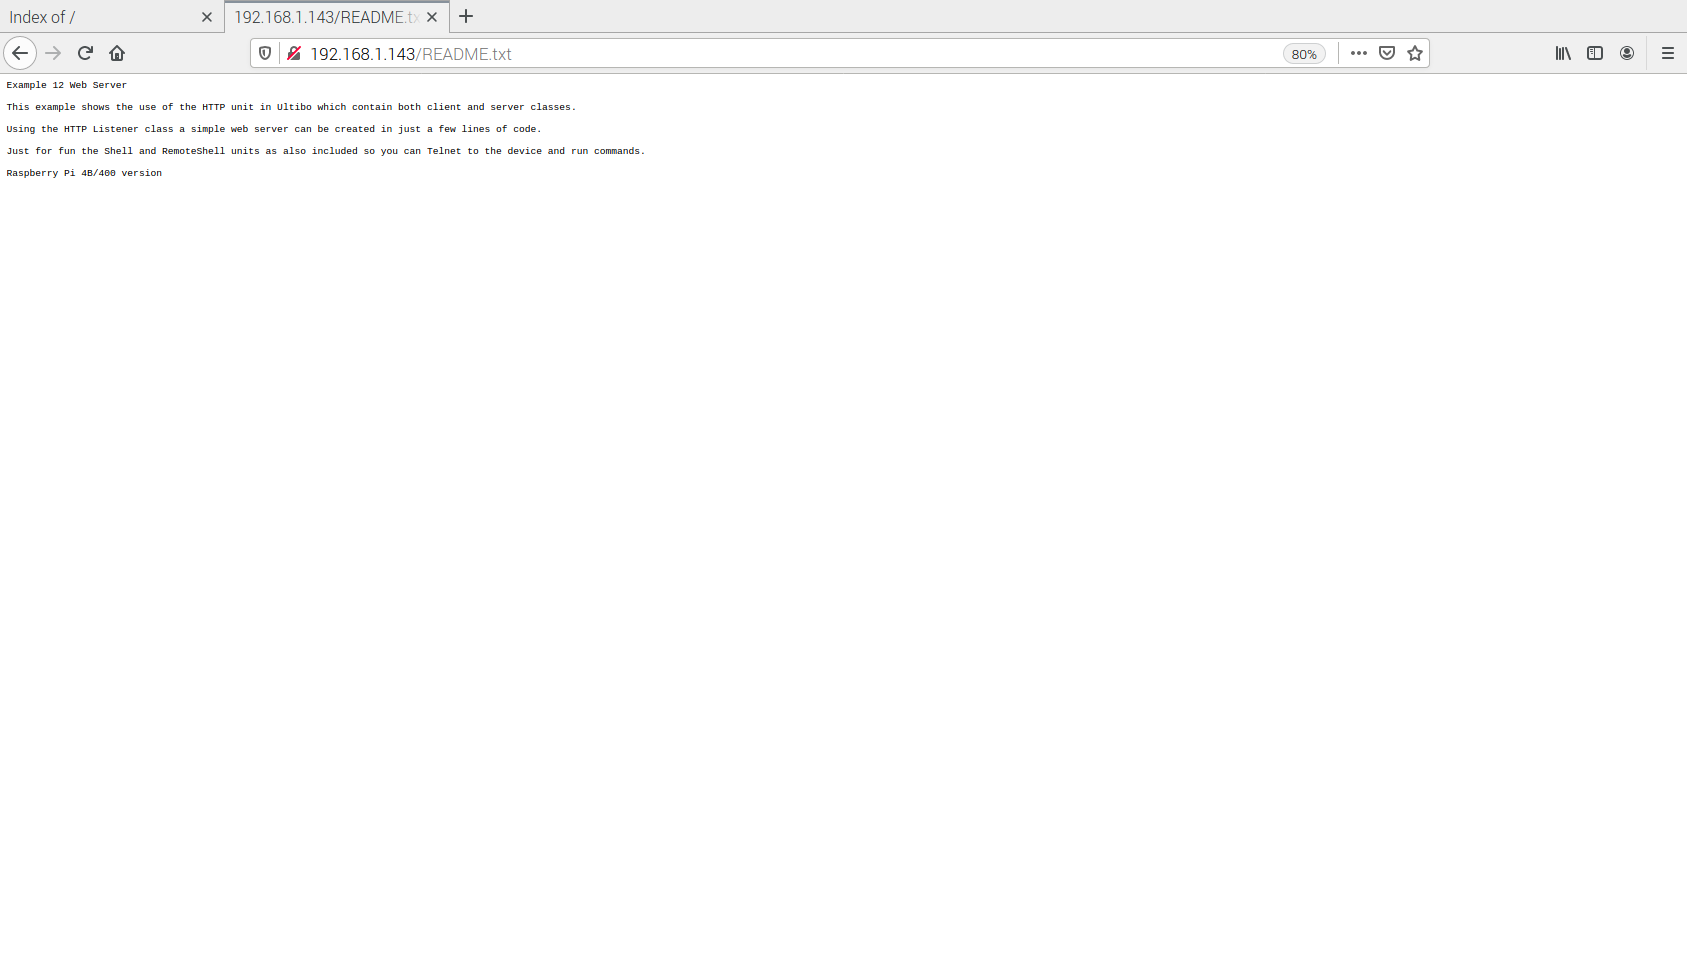 Index of /
192.168.1.143/README.tx
192.168.1.143/README.txt
80%
Example 12 Web Server
This example shows the use of the HTTP unit in Ultibo which contain both client and server classes.
Using the HTTP Listener class a simple web server can be created in just a few lines of code.
Just for fun the Shell and RemoteShell units as also included so you can Telnet to the device and run commands.
Raspberry Pi 4B/400 version